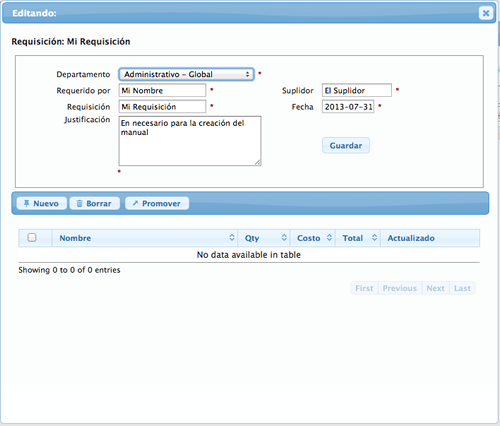 Editando:
Requisición: Mi Requisición
Departamento Administrativo - Global *
Requerido por Mi Nombre * Suplidor El Suplidor *
Requisición Mi Requisición * Fecha 2013-07-31 *
Justificación En necesario para la creación del
manual
*
Guardar
Nuevo Borrar Promover
Nombre Qty Costo Total Actualizado
No data available in table
Showing 0 to 0 of 0 entries
First Previous Next Last